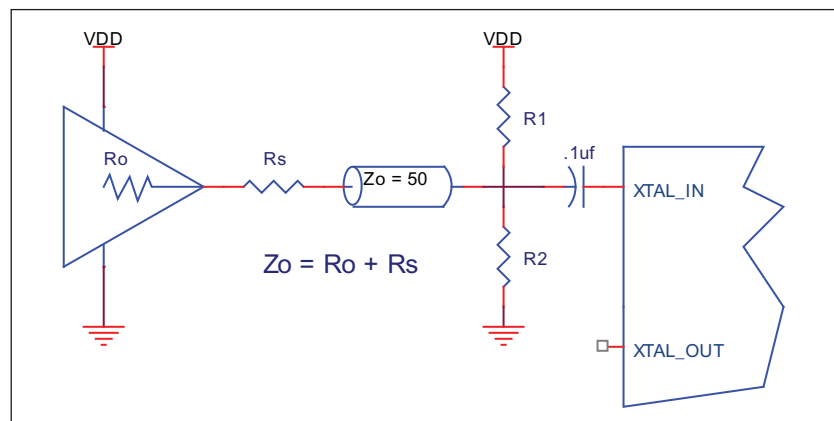 VDD
VDD
R1
Ro
Rs
Zo = 50
.1uf
XTAL_IN
Zo = Ro + Rs
R2
XTAL_OUT